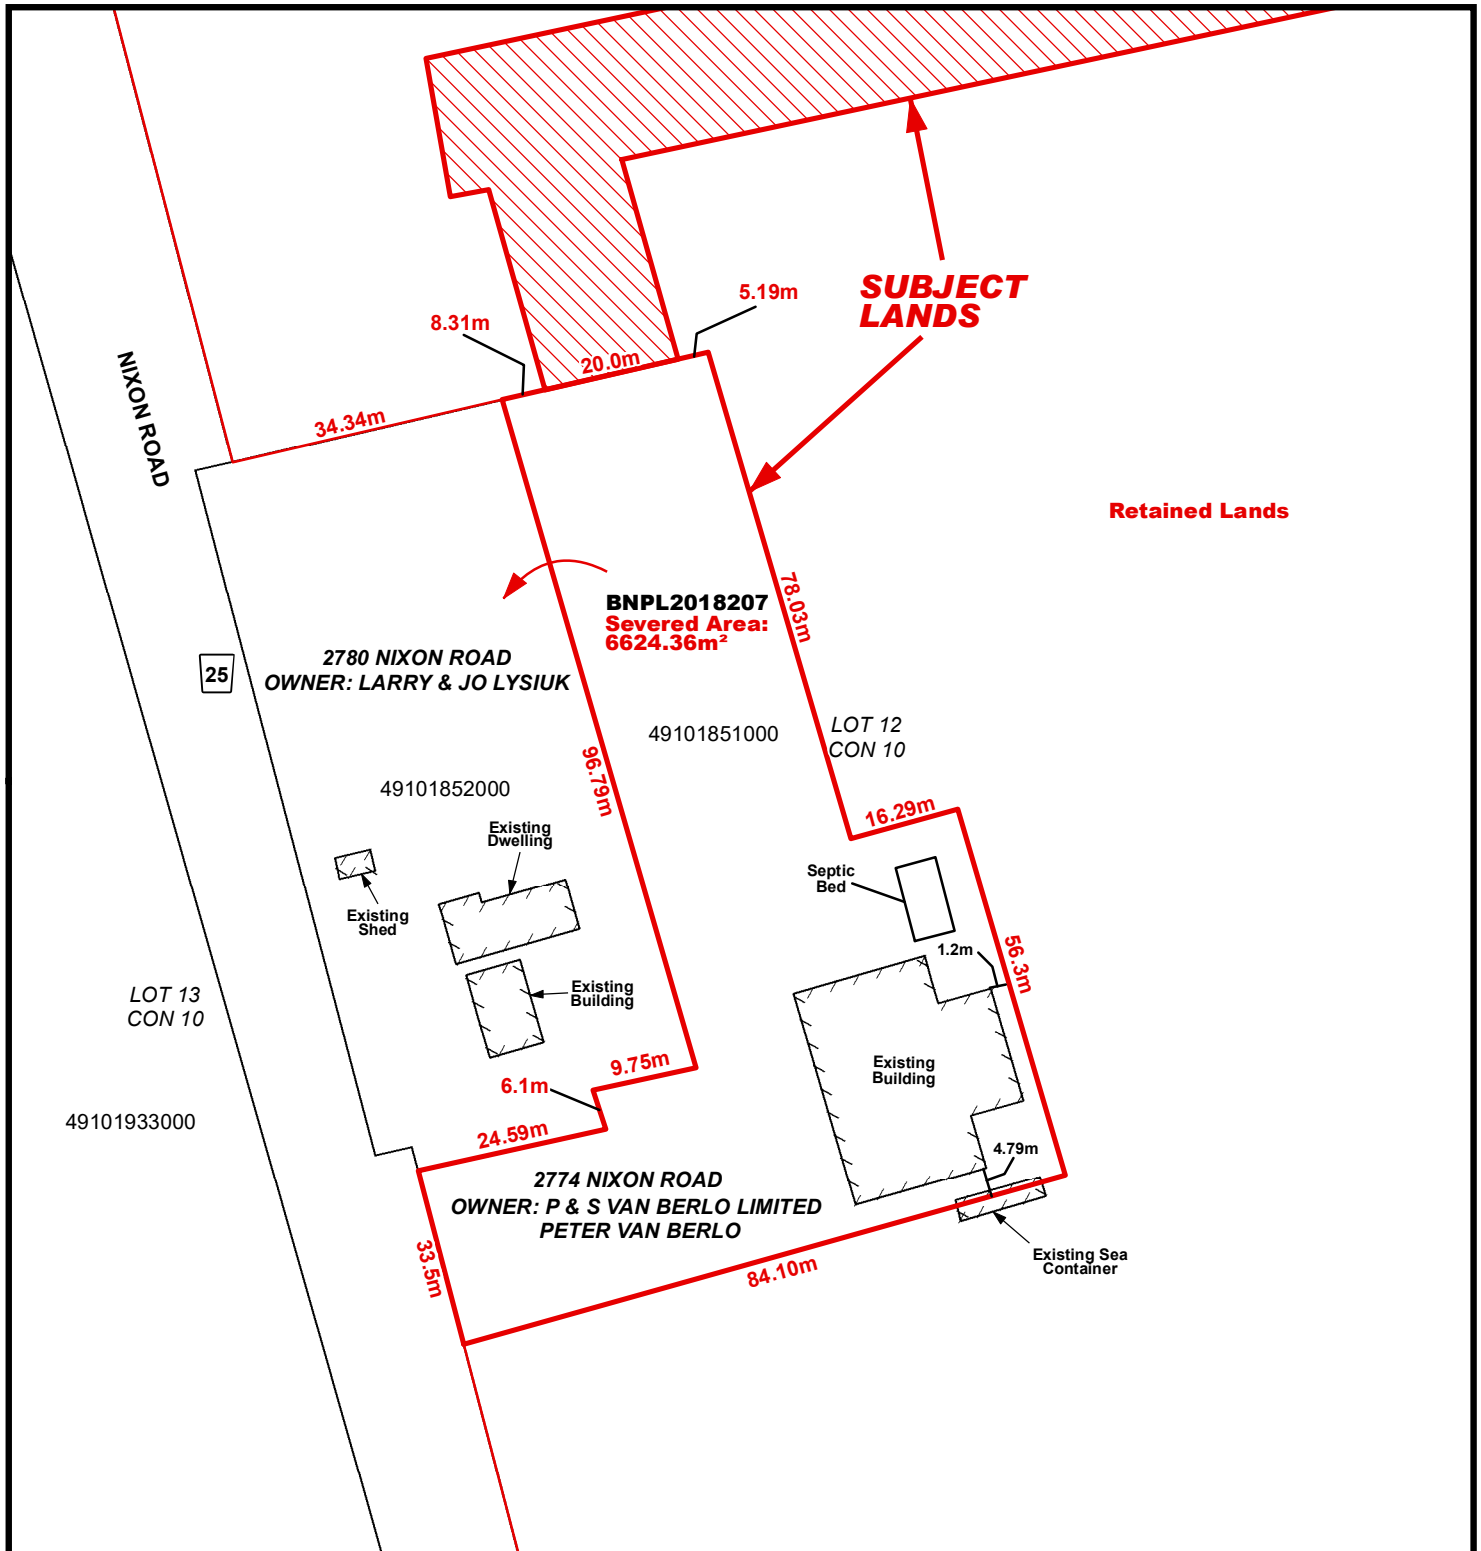 5.19m
SUBJECT
LANDS
8.31m
20.0m
NIXON ROAD
34.34m
Retained Lands
78.03m
BNPL2018207
Severed Area:
6624.36m²
2780 NIXON ROAD
OWNER: LARRY & JO LYSIUK
25
49101851000
LOT 12
CON 10
96.79m
49101852000
16.29m
Existing
Dwelling
Septic
Bed
Existing
Shed
1.2m
56.3m
LOT 13
CON 10
Existing
Building
9.75m
Existing
Building
6.1m
49101933000
24.59m
4.79m
2774 NIXON ROAD
OWNER: P & S VAN BERLO LIMITED
PETER VAN BERLO
33.5m
Existing Sea
Container
84.10m